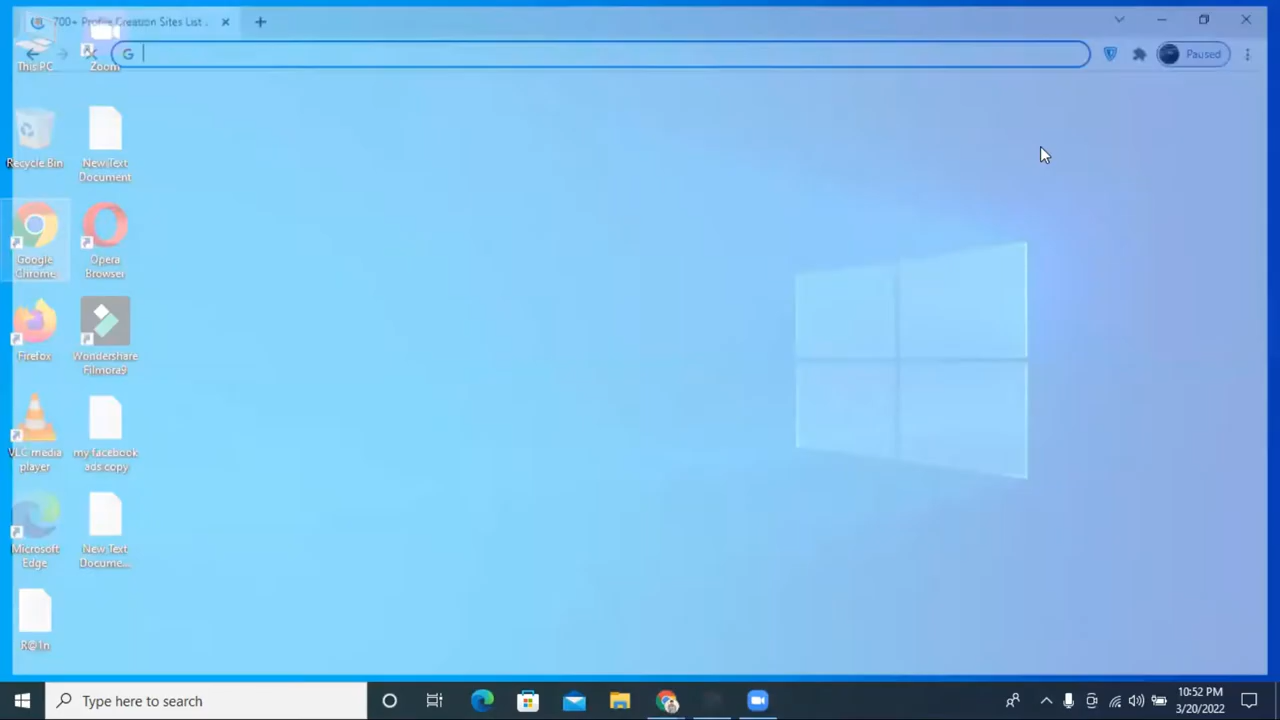 700+ Profile Creation Sites List .
Paused
This PC
Zoom
Recycle Bin
New Text
Document
Google
Chrome
Opera
Browser
Firefox
Wondershare
Filmora9
VLC media
player
my facebook
ads copy
Microsoft
Edge
New Text
Docume...
R@1n
Type here to search
10:52 PM
3/20/2022